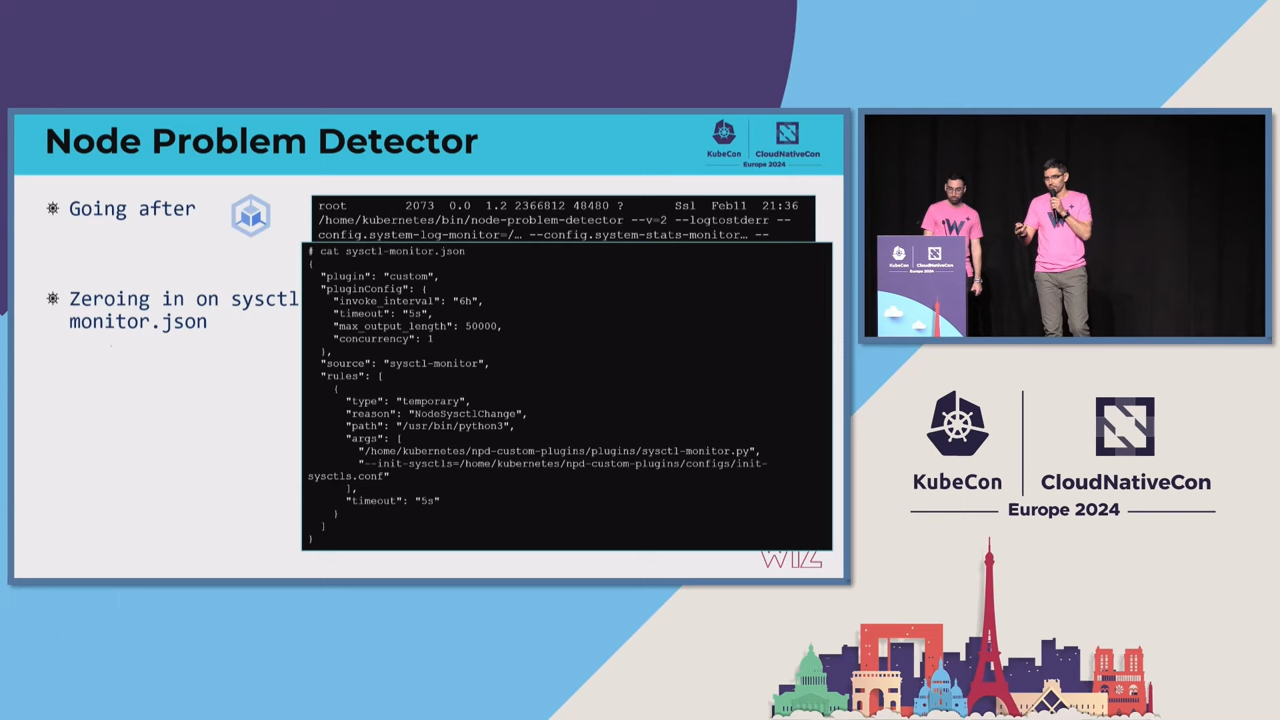 Node Problem Detector
KubeCon
CloudNativeCon
Europe 2024
Going after
Zeroing in on sysctl
monitor.json
root 2073 0.0 1.2 2366812 48480 ? Ssl Feb11 21:36
/home/kubernetes/bin/node-problem-detector --v=2 --logtostderr --
config.system-log-monitor=/… --config.system-stats-monitor… --
# cat sysctl-monitor.json
{
"plugin": "custom",
"pluginConfig": {
"invoke_interval": "6h",
"timeout": "5s",
"max_output_length": 50000,
"concurrency": 1
},
"source": "sysctl-monitor",
"rules": [
{
"type": "temporary",
"reason": "NodeSysctlChange",
"path": "/usr/bin/python3",
"args": [
"/home/kubernetes/npd-custom-plugins/plugins/sysctl-monitor.py",
"--init-sysctls=/home/kubernetes/npd-custom-plugins/configs/init-
sysctls.conf"
],
"timeout": "5s"
}
]
}
WIZ
W+
KubeCon
CloudNativeCon
Europe 2024
KubeCon
CloudNativeCon
Europe 2024